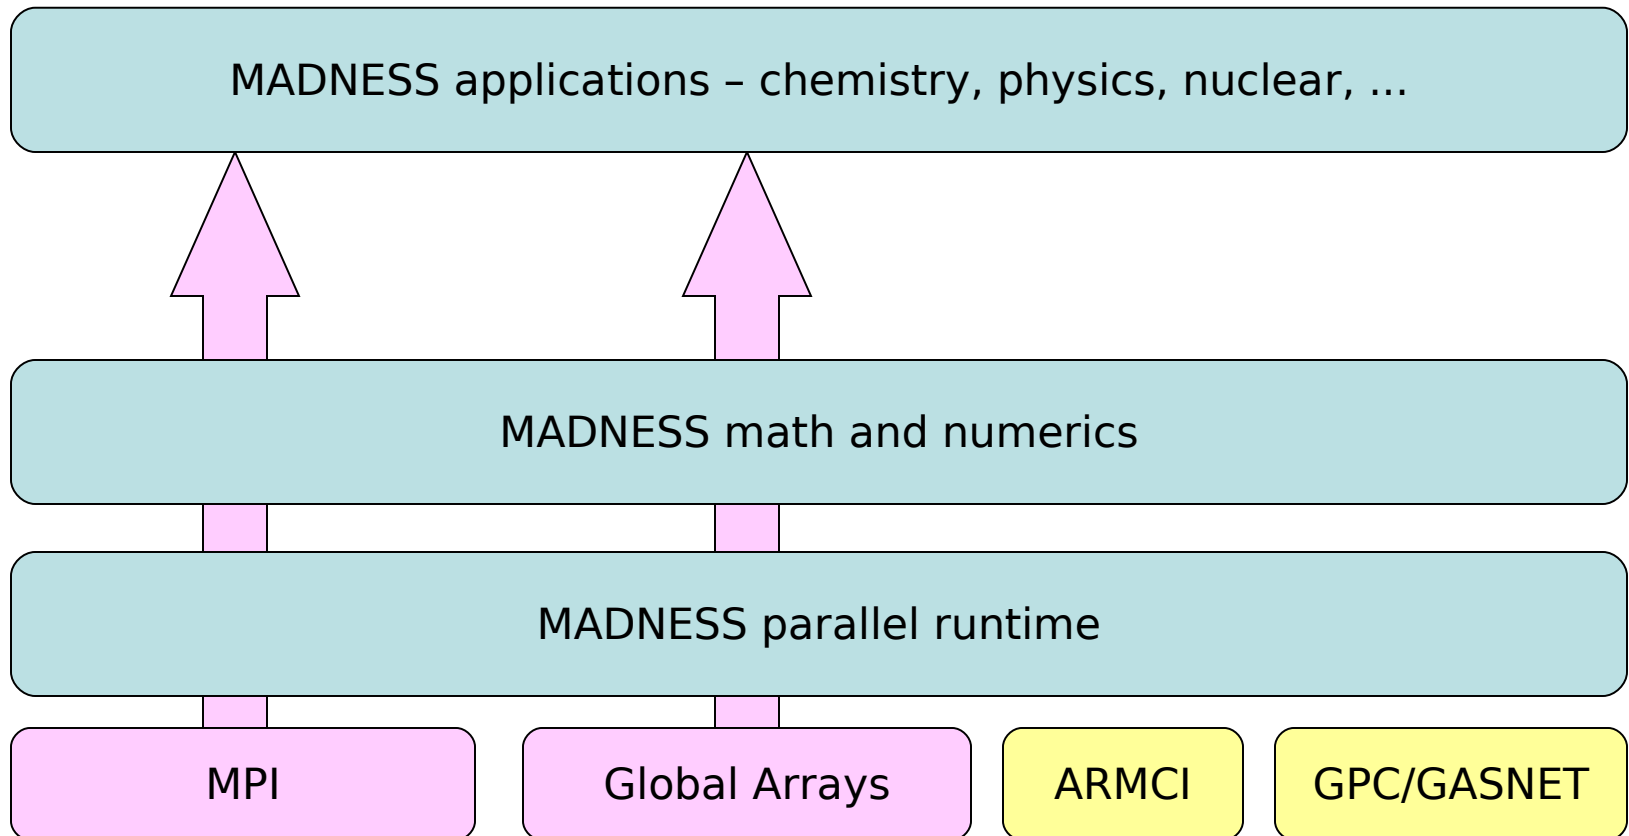 MADNESS applications – chemistry, physics, nuclear, ...
MADNESS math and numerics
MADNESS parallel runtime
MPI
Global Arrays
ARMCI
GPC/GASNET